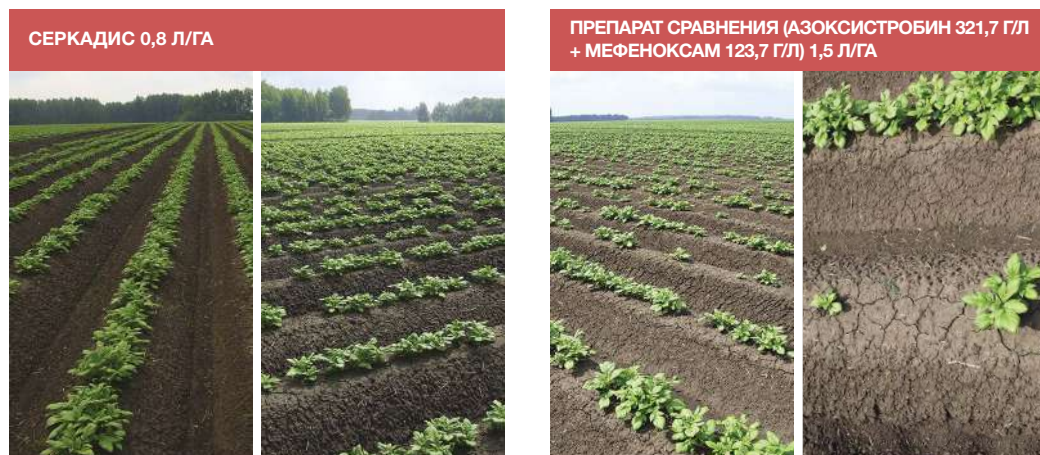 СЕРКАДИС 0,8 Л/ГА
ПРЕПАРАТ СРАВНЕНИЯ (АЗОКСИСТРОБИН 321,7 Г/Л
+ МЕФЕНОКСАМ 123,7 Г/Л) 1,5 Л/ГА